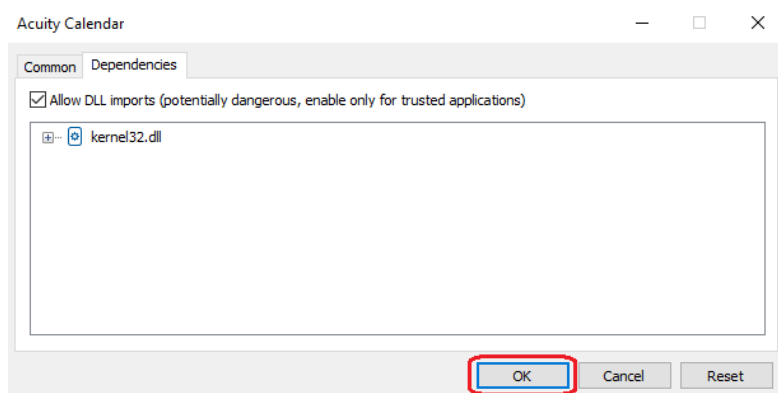 Acuity Calendar
Common Dependencies
Allow DLL imports (potentially dangerous, enable only for trusted applications)
kernel32.dll
OK Cancel Reset